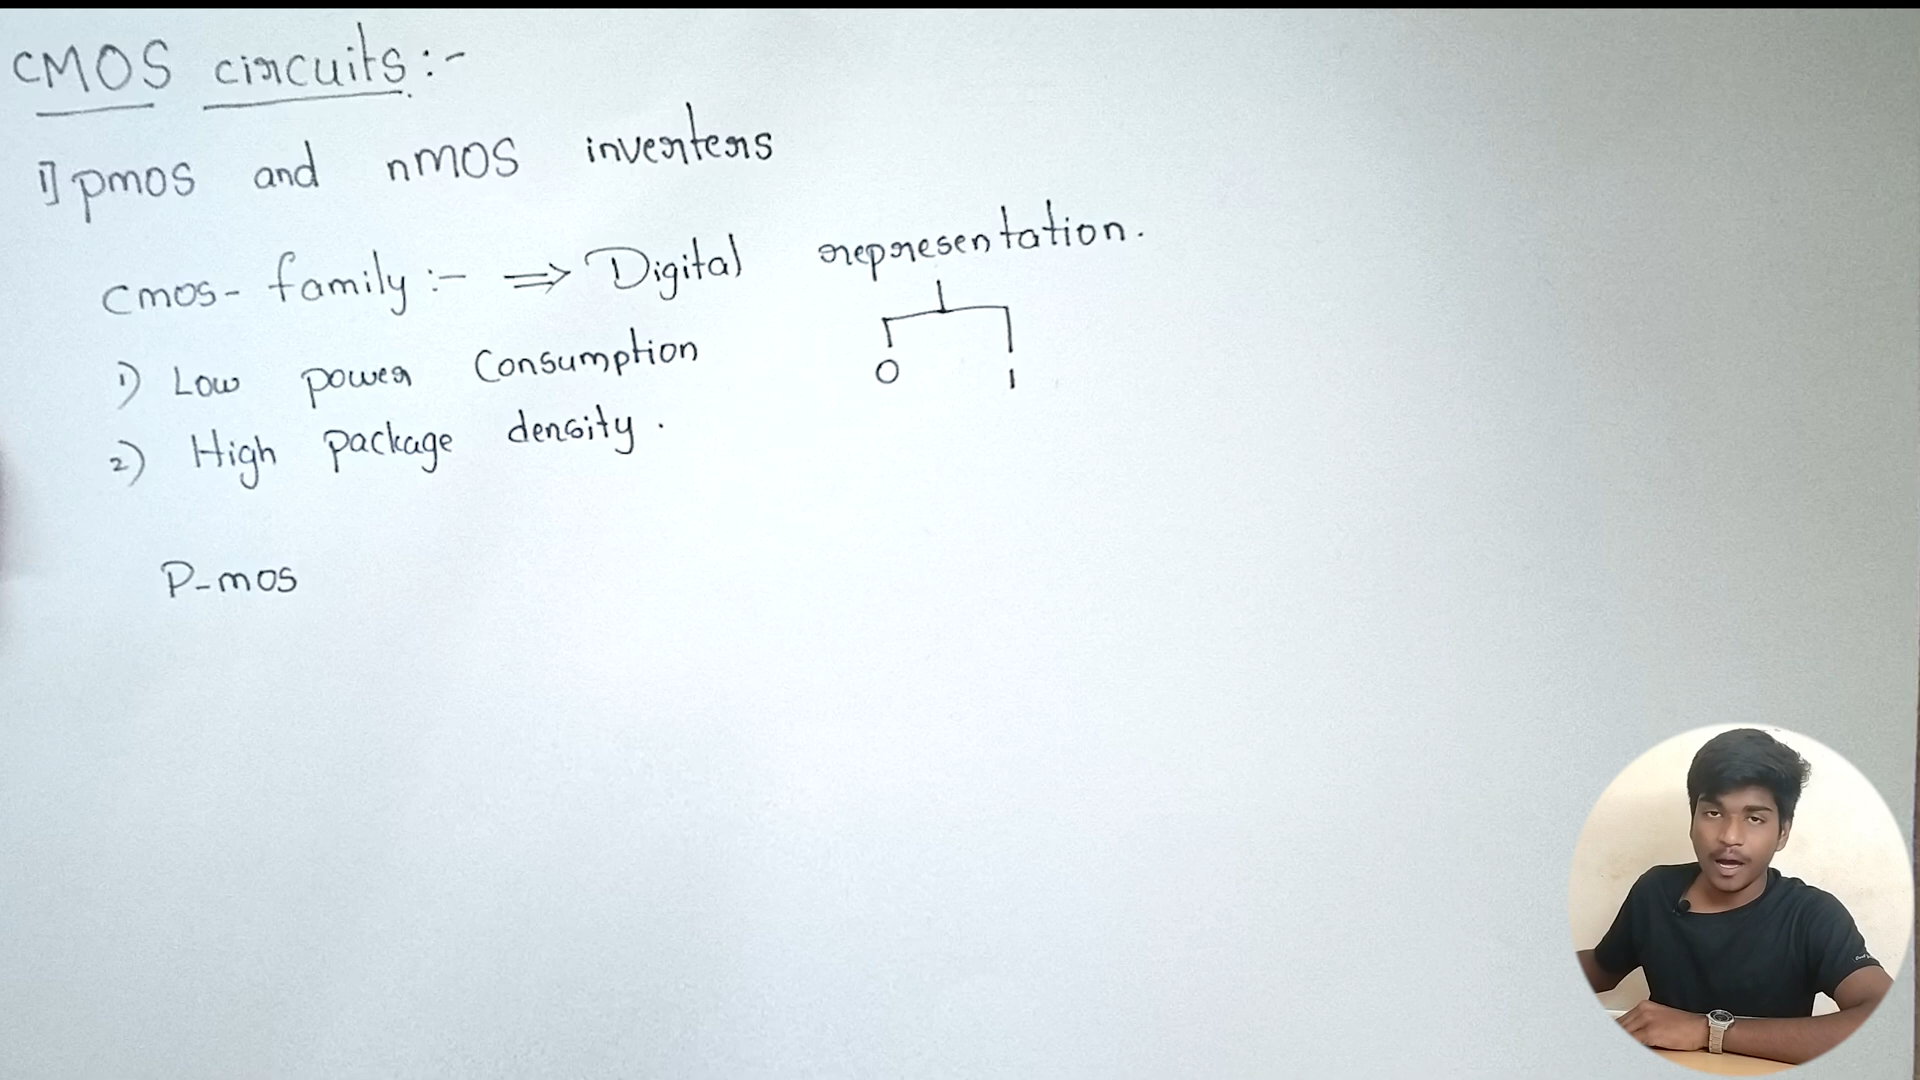 CMOS circuits :-
i] pmos and nMOS inverters
Cmos- family :- ⇒ Digital representation.
0 1
1) Low power Consumption
2) High package density.
P-mos